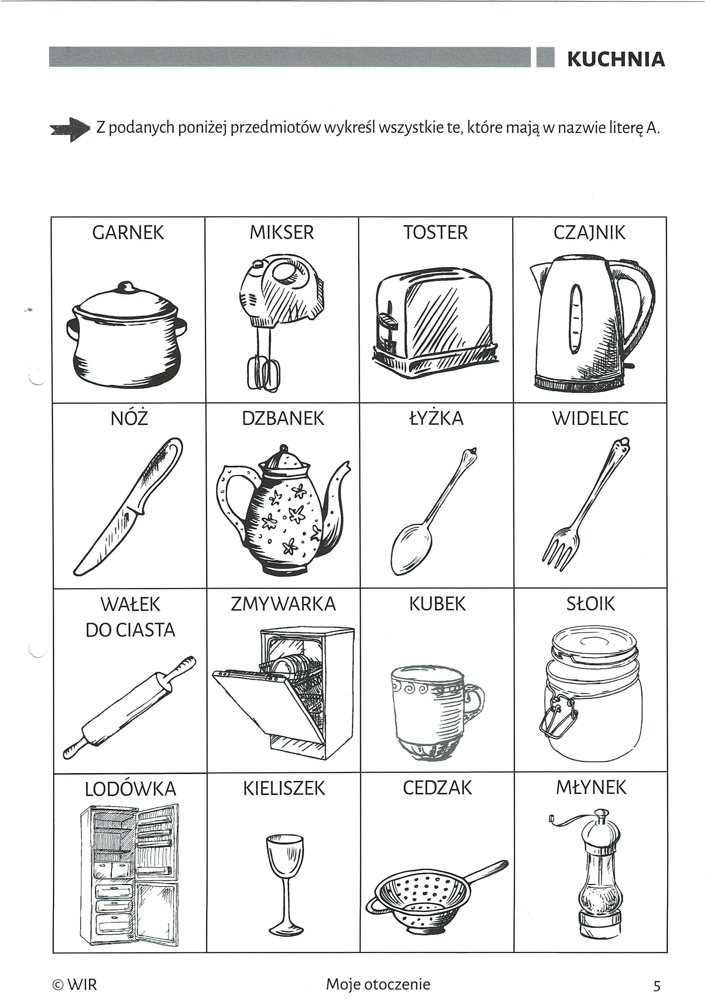 KUCHNIA
Z podanych poniżej przedmiotów wykreśl wszystkie te, które mają w nazwie literę A.
GARNEK
MIKSER
TOSTER
CZAJNIK
NÓŻ
DZBANEK
ŁYŻKA
WIDELEC
WAŁEK
DO CIASTA
ZMYWARKA
KUBEK
SŁOIK
LODÓWKA
KIELISZEK
CEDZAK
MŁYNEK
© WIR
Moje otoczenie
5